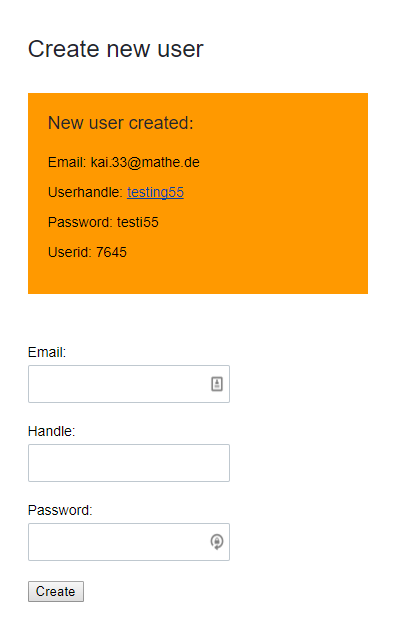 Create new user
New user created:
Email: kai.33@mathe.de
Userhandle: testing55
Password: testi55
Userid: 7645
Email:
Handle:
Password:
Create